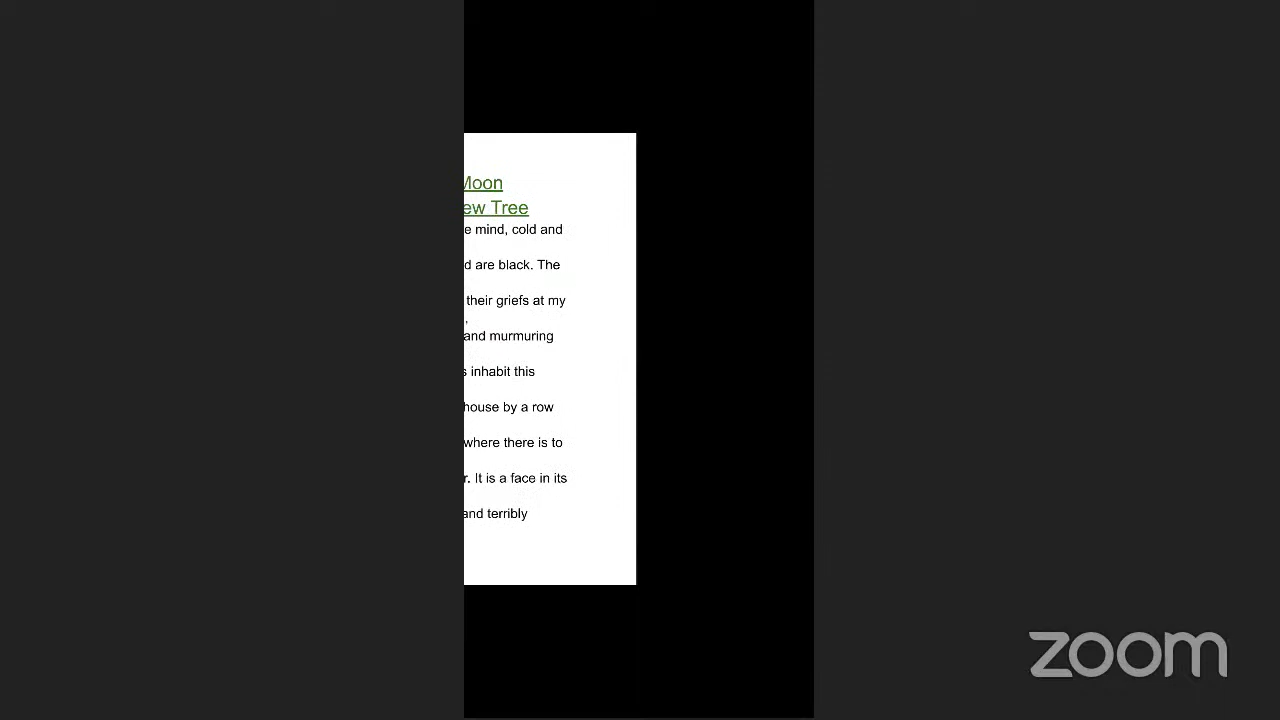 Moon
ew Tree
e mind, cold and
d are black. The
their griefs at my
,
and murmuring
s inhabit this
house by a row
where there is to
r. It is a face in its
and terribly
zoom